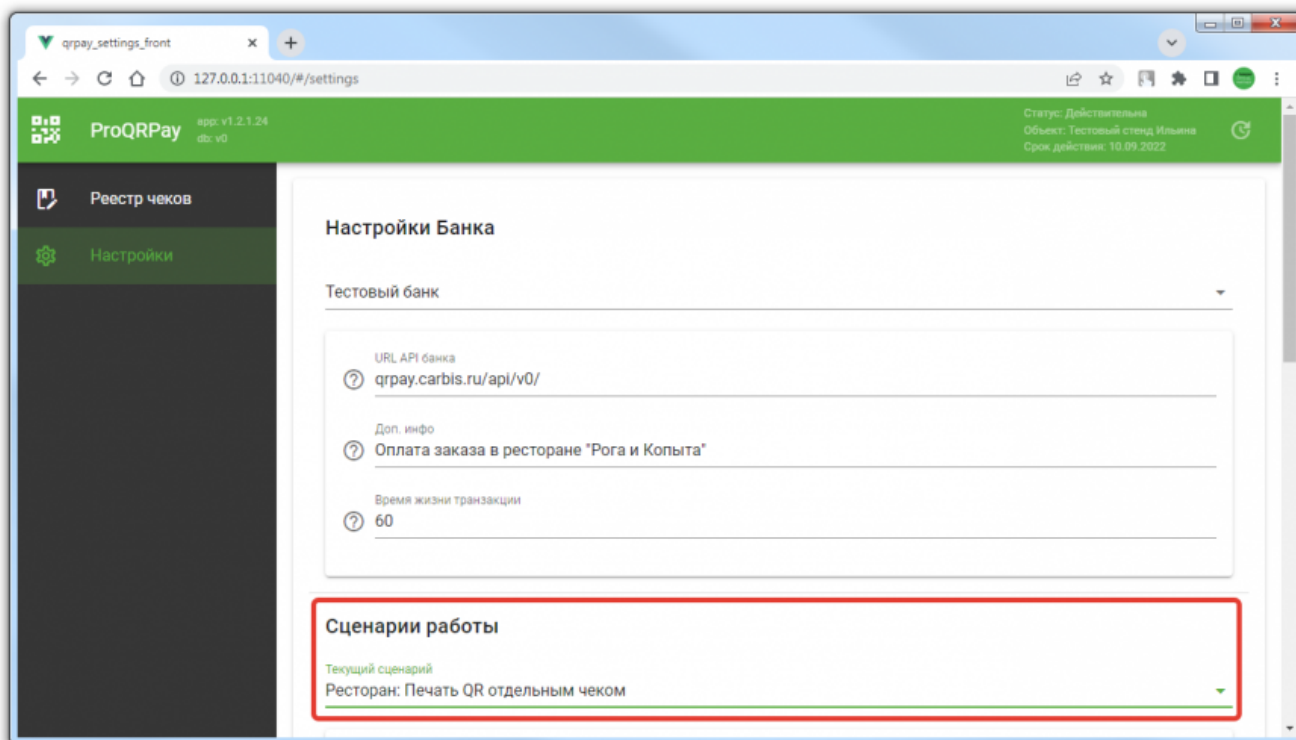 qrpay_settings_front
127.0.0.1:11040/#/settings
ProQRPay
app: v1.2.1.24
db: v0
Статус: Действительна
Объект: Тестовый стенд Ильина
Срок действия: 10.09.2022
Реестр чеков
Настройки
Настройки Банка
Тестовый банк
URL API банка
qrpay.carbis.ru/api/v0/
Доп. инфо
Оплата заказа в ресторане "Рога и Копыта"
Время жизни транзакции
60
Сценарии работы
Текущий сценарий
Ресторан: Печать QR отдельным чеком